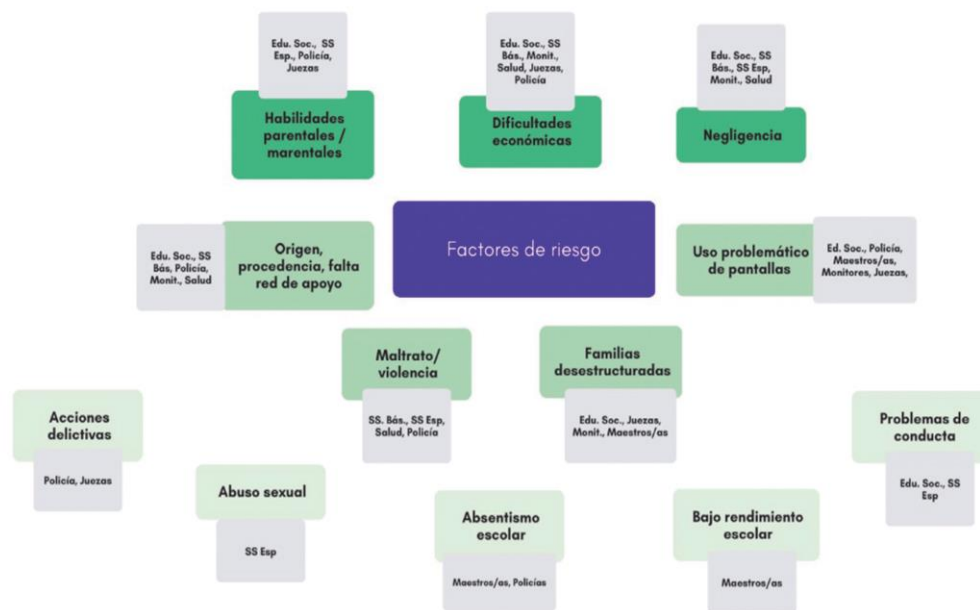 Edu. Soc., SS
Esp., Policía,
Juezas
Habilidades
parentales /
marentales
Edu. Soc., SS
Bás., Monit.,
Salud, Juezas,
Policía
Dificultades
económicas
Edu. Soc., SS
Bás., SS Esp,
Monit., Salud
Negligencia
Edu. Soc., SS
Bás, Policía,
Monit., Salud
Origen,
procedencia, falta
red de apoyo
Factores de riesgo
Uso problemático
de pantallas
Ed. Soc., Policía,
Maestros/as,
Monitores, Juezas,
Maltrato/
violencia
SS. Bás., SS Esp,
Salud, Policía
Familias
desestructuradas
Edu. Soc., Juezas,
Monit., Maestros/as
Acciones
delictivas
Policía, Juezas
Problemas de
conducta
Edu. Soc., SS
Esp
Abuso sexual
SS Esp
Absentismo
escolar
Maestros/as, Policías
Bajo rendimiento
escolar
Maestros/as